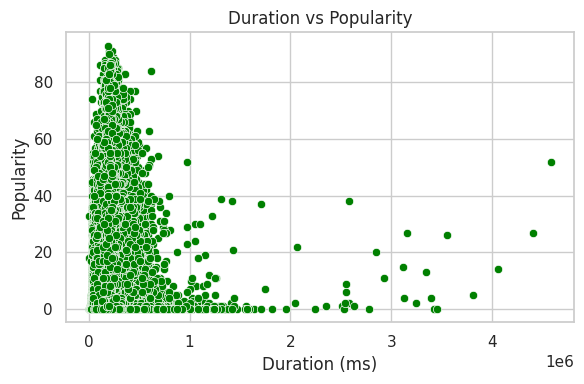 Duration vs Popularity
Popularity
80
60
40
20
0
0 1 2 3 4
1e6
Duration (ms)